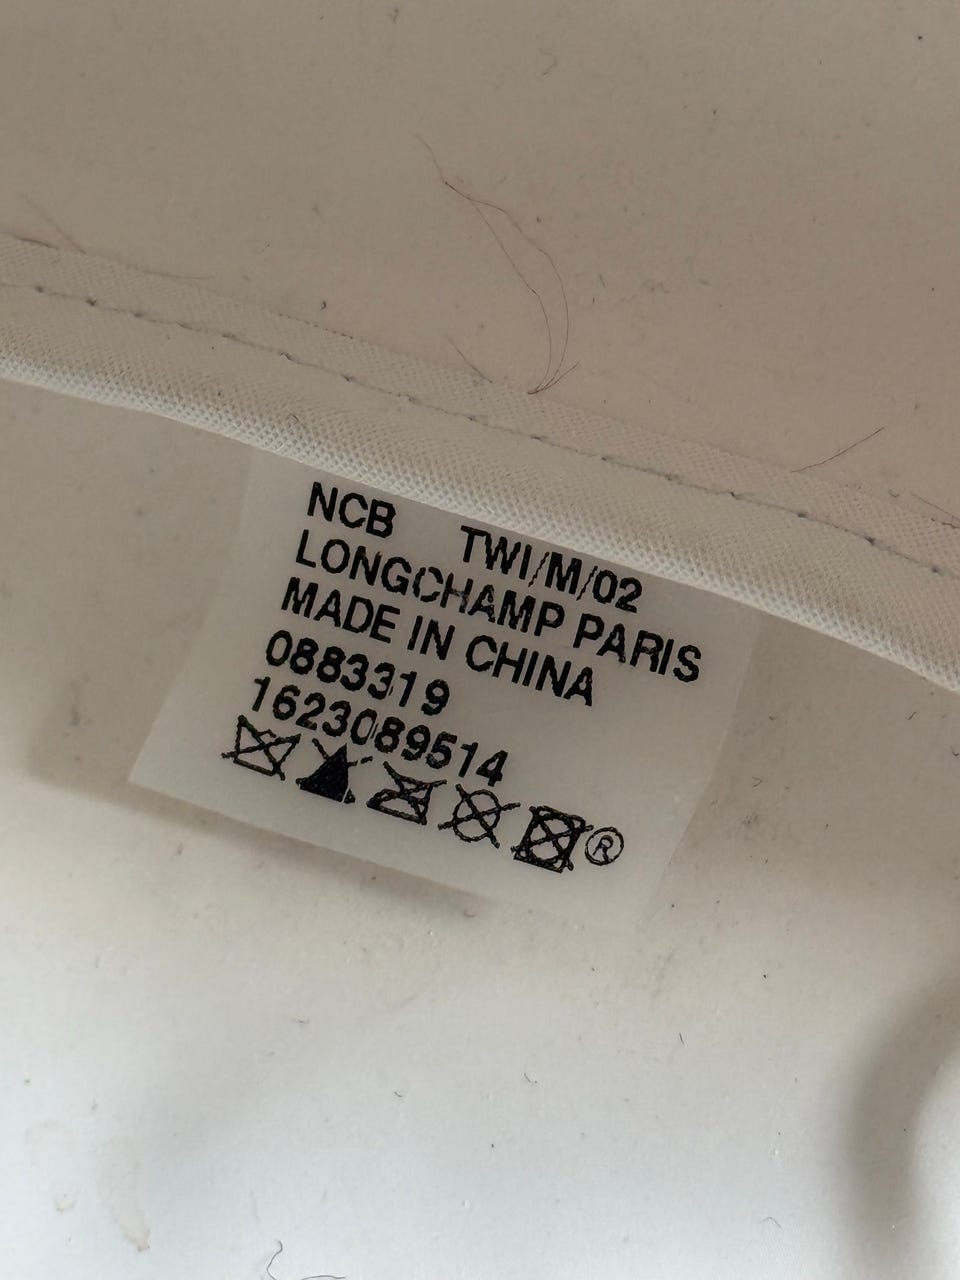 NCB TWI/M/02
LONGCHAMP PARIS
MADE IN CHINA
0883319
1623089514
®